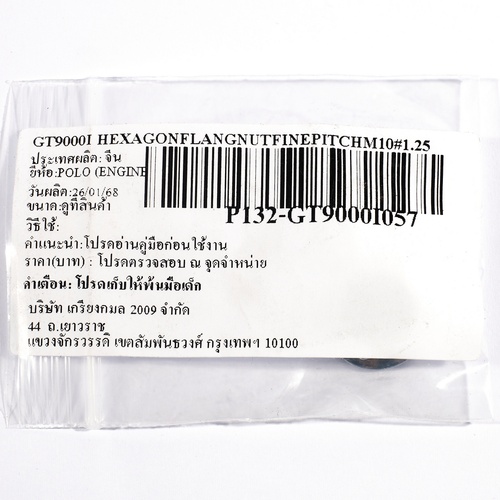 GT9000I HEXAGONFLANGNUTFINEPITCHM10#1.25
ประเทศผลิต: จีน
ยี่ห้อ:POLO (ENGINE
วันผลิต:26/01/68
ขนาด:ดูที่สินค้า
P132-GT9000I057
วิธีใช้:
คำแนะนำ:โปรดอ่านคู่มือก่อนใช้งาน
ราคา(บาท) : โปรดตรวจสอบ ณ จุดจำหน่าย
คำเตือน: โปรดเก็บให้พ้นมือเด็ก
บริษัท เกรียงกมล 2009 จำกัด
44 ถ.เยาวราช
แขวงจักรวรรดิ เขตสัมพันธวงศ์ กรุงเทพฯ 10100